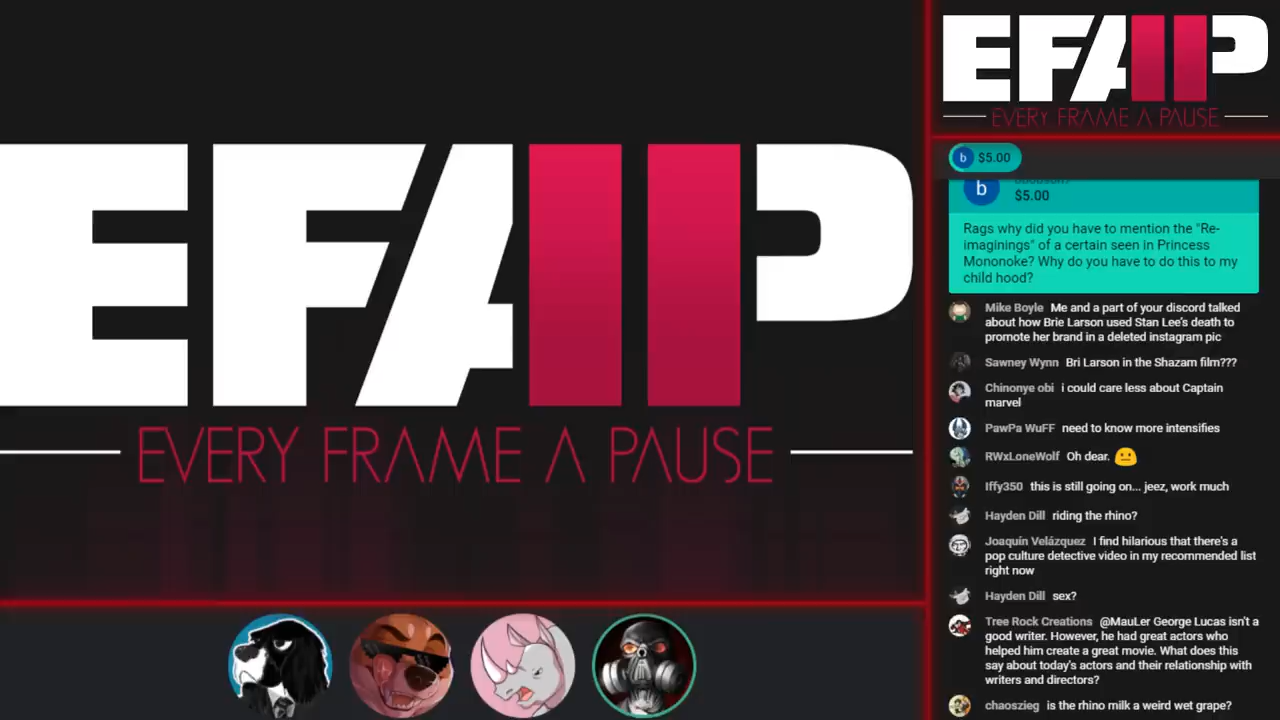 EFAP
EVERY FRAME A PAUSE
EFAP
EVERY FRAME A PAUSE
b $5.00
b
$5.00
Rags why did you have to mention the "Re-
imaginings" of a certain seen in Princess
Mononoke? Why do you have to do this to my
child hood?
Mike Boyle Me and a part of your discord talked
about how Brie Larson used Stan Lee's death to
promote her brand in a deleted instagram pic
Sawney Wynn Bri Larson in the Shazam film???
Chinonye obi i could care less about Captain
marvel
PawPa WuFF need to know more intensifies
RWxLoneWolf Oh dear. 😐
Iffy350 this is still going on... jeez, work much
Hayden Dill riding the rhino?
Joaquín Velázquez I find hilarious that there's a
pop culture detective video in my recommended list
right now
Hayden Dill sex?
Tree Rock Creations @MauLer George Lucas isn't a
good writer. However, he had great actors who
helped him create a great movie. What does this
say about today's actors and their relationship with
writers and directors?
chaoszieg is the rhino milk a weird wet grape?